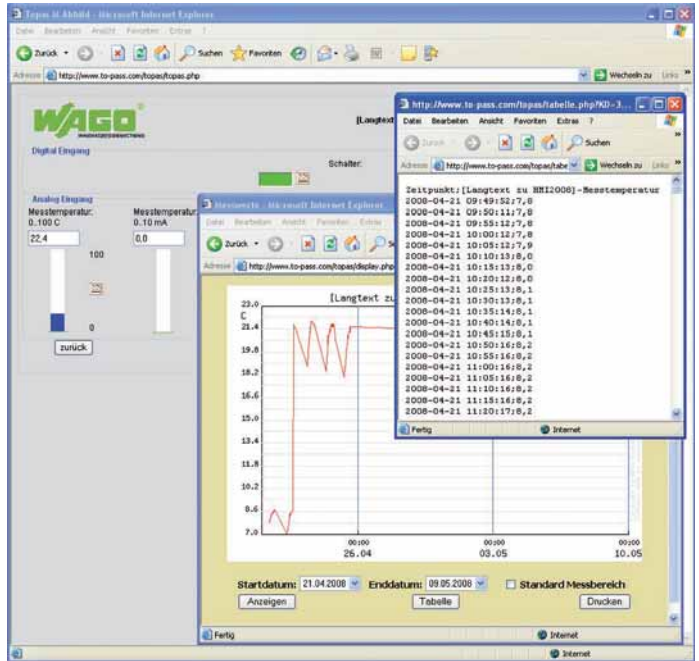 Topas II Abbild - Microsoft Internet Explorer
Datei Bearbeiten Ansicht Favoriten Extras ?
Zurück Suchen Favoriten
Adresse http://www.to-pass.com/topas/topas.php Wechseln zu Links
WAGO
INNOVATIVE CONNECTIONS
[Langtext
Digital Eingang
Schalter:
Analog Eingang
Messtemperatur: Messtemperatur:
0..100 C 0..10 mA
22,4 0,0
100
0
zurück
http://www.to-pass.com/topas/tabelle.php?KD-3...
Datei Bearbeiten Ansicht Favoriten Extras ?
Zurück Suchen
Adresse http://www.to-pass.com/topas/tabe Wechseln zu Links
Zeitpunkt;[Langtext zu HMI2008]-Messtemperatur
2008-04-21 09:49:52;7,8
2008-04-21 09:50:11;7,8
2008-04-21 09:55:12;7,8
2008-04-21 10:00:12;7,8
2008-04-21 10:05:12;7,9
2008-04-21 10:10:13;8,0
2008-04-21 10:15:13;8,0
2008-04-21 10:20:12;8,0
2008-04-21 10:25:13;8,1
2008-04-21 10:30:13;8,1
2008-04-21 10:35:14;8,1
2008-04-21 10:40:14;8,1
2008-04-21 10:45:15;8,1
2008-04-21 10:50:16;8,2
2008-04-21 10:55:16;8,2
2008-04-21 11:00:16;8,2
2008-04-21 11:05:16;8,2
2008-04-21 11:10:16;8,2
2008-04-21 11:15:16;8,2
2008-04-21 11:20:17;8,2
Fertig Internet
Messwerte - Microsoft Internet Explorer
Datei Bearbeiten Ansicht Favoriten Extras ?
Zurück
Adresse http://www.to-pass.com/topas/display.php
[Langtext zu
23.0
C
21.4
19.8
18.2
16.6
15.0
13.4
11.8
10.2
8.6
7.0
00:00 00:00 00:00
26.04 03.05 10.05
Startdatum: 21.04.2008 Enddatum: 09.05.2008 Standard Messbereich
Anzeigen Tabelle Drucken
Fertig Internet
Internet